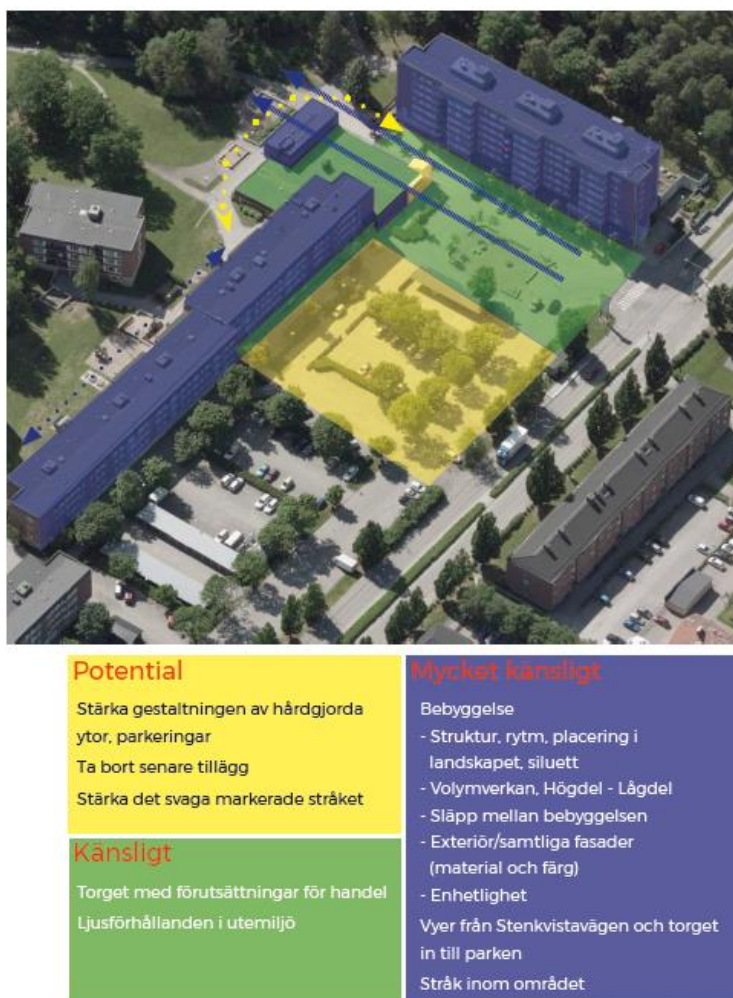 Potential
Stärka gestaltningen av hårdgjorda
ytor, parkeringar
Ta bort senare tillägg
Stärka det svaga markerade stråket
Känsligt
Torget med förutsättningar för handel
Ljusförhållanden i utemiljö
Mycket känsligt
Bebyggelse
- Struktur, rytm, placering i
landskapet, siluett
- Volymverkan, Högdel - Lågdel
- Släpp mellan bebyggelsen
- Exteriör/samtliga fasader
(material och färg)
- Enhetlighet
Vyer från Stenkvistavägen och torget
in till parken
Stråk inom området